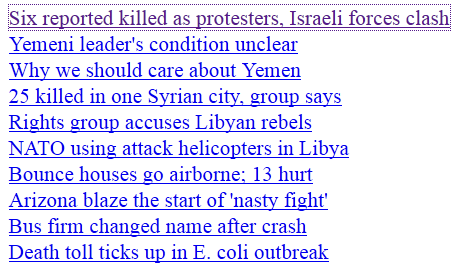 Six reported killed as protesters, Israeli forces clash
Yemeni leader's condition unclear
Why we should care about Yemen
25 killed in one Syrian city, group says
Rights group accuses Libyan rebels
NATO using attack helicopters in Libya
Bounce houses go airborne; 13 hurt
Arizona blaze the start of 'nasty fight'
Bus firm changed name after crash
Death toll ticks up in E. coli outbreak